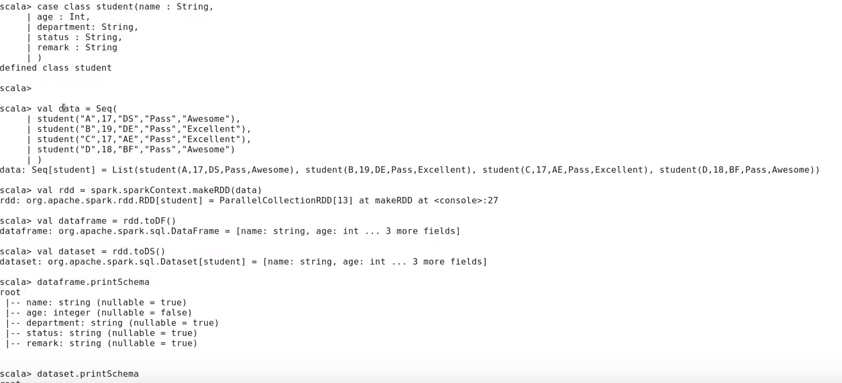 scala> case class student(name : String,
     | age : Int,
     | department: String,
     | status : String,
     | remark : String
     | )
defined class student
scala>
scala> val data = Seq(
     | student("A",17,"DS","Pass","Awesome"),
     | student("B",19,"DE","Pass","Excellent"),
     | student("C",17,"AE","Pass","Excellent"),
     | student("D",18,"BF","Pass","Awesome")
     | )
data: Seq[student] = List(student(A,17,DS,Pass,Awesome), student(B,19,DE,Pass,Excellent), student(C,17,AE,Pass,Excellent), student(D,18,BF,Pass,Awesome))
scala> val rdd = spark.sparkContext.makeRDD(data)
rdd: org.apache.spark.rdd.RDD[student] = ParallelCollectionRDD[13] at makeRDD at <console>:27
scala> val dataframe = rdd.toDF()
dataframe: org.apache.spark.sql.DataFrame = [name: string, age: int ... 3 more fields]
scala> val dataset = rdd.toDS()
dataset: org.apache.spark.sql.Dataset[student] = [name: string, age: int ... 3 more fields]
scala> dataframe.printSchema
root
 |-- name: string (nullable = true)
 |-- age: integer (nullable = false)
 |-- department: string (nullable = true)
 |-- status: string (nullable = true)
 |-- remark: string (nullable = true)
scala> dataset.printSchema